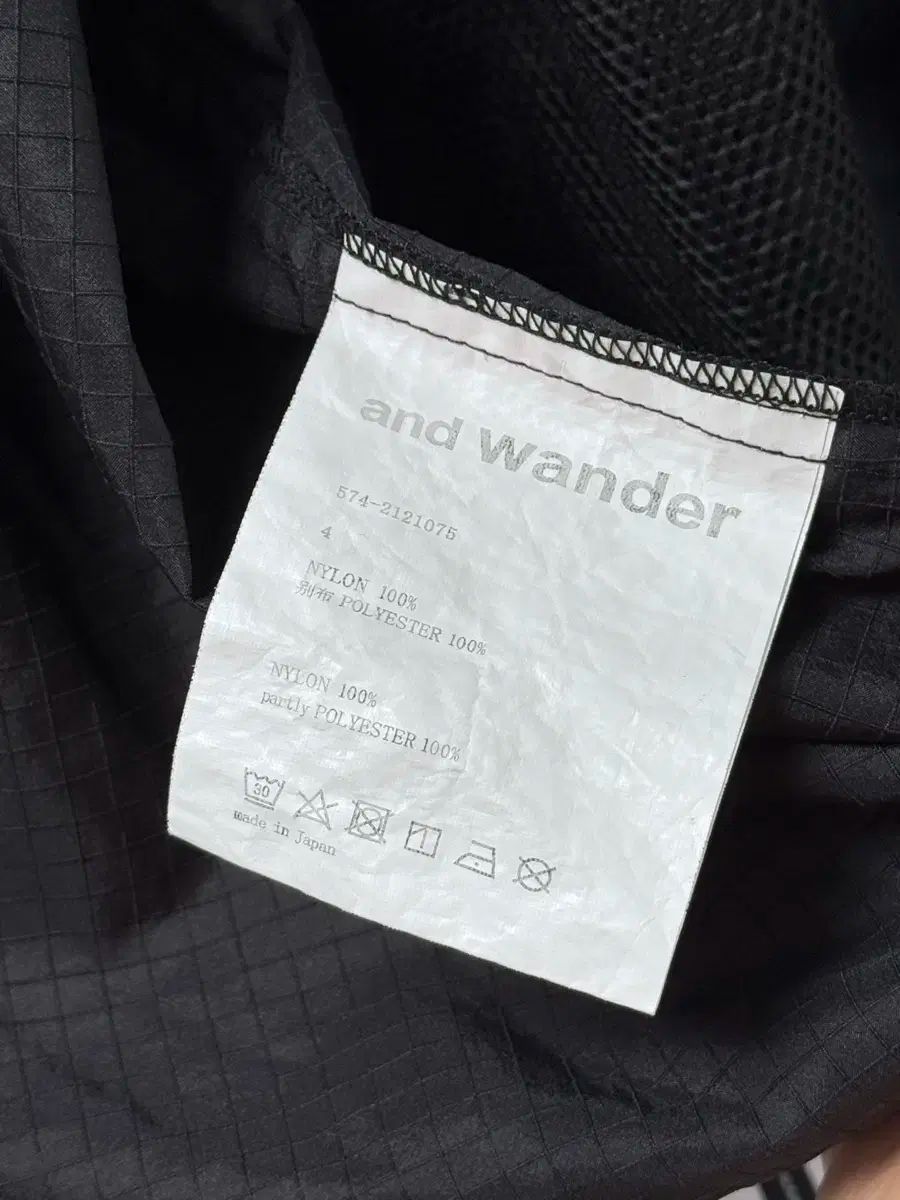 and wander
574-2121075
4
NYLON 100%
別布 POLYESTER 100%
NYLON 100%
partly POLYESTER 100%
30
made in Japan